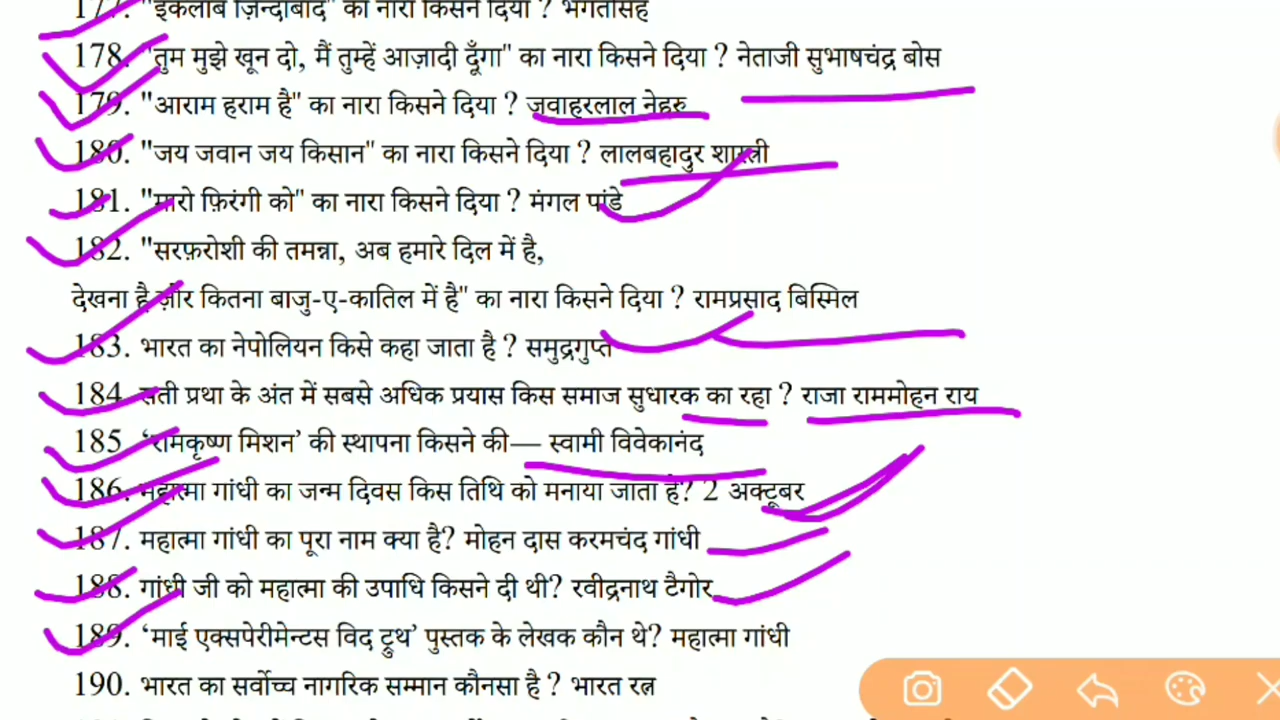 177. "इंकलाब ज़िन्दाबाद" का नारा किसने दिया ? भगतसिंह
178. "तुम मुझे खून दो, मैं तुम्हें आज़ादी दूँगा" का नारा किसने दिया ? नेताजी सुभाषचंद्र बोस
179. "आराम हराम है" का नारा किसने दिया ? जवाहरलाल नेहरु
180. "जय जवान जय किसान" का नारा किसने दिया ? लालबहादुर शास्त्री
181. "मारो फ़िरंगी को" का नारा किसने दिया ? मंगल पांडे
182. "सरफ़रोशी की तमन्ना, अब हमारे दिल में है,
देखना है ज़ोर कितना बाजु-ए-कातिल में है" का नारा किसने दिया ? रामप्रसाद बिस्मिल
183. भारत का नेपोलियन किसे कहा जाता है ? समुद्रगुप्त
184. सती प्रथा के अंत में सबसे अधिक प्रयास किस समाज सुधारक का रहा ? राजा राममोहन राय
185. ‘रामकृष्ण मिशन’ की स्थापना किसने की— स्वामी विवेकानंद
186. महात्मा गांधी का जन्म दिवस किस तिथि को मनाया जाता है? 2 अक्टूबर
187. महात्मा गांधी का पूरा नाम क्या है? मोहन दास करमचंद गांधी
188. गांधी जी को महात्मा की उपाधि किसने दी थी? रवीद्रनाथ टैगोर
189. ‘माई एक्सपेरीमेन्टस विद ट्रुथ’ पुस्तक के लेखक कौन थे? महात्मा गांधी
190. भारत का सर्वोच्च नागरिक सम्मान कौनसा है ? भारत रत्न